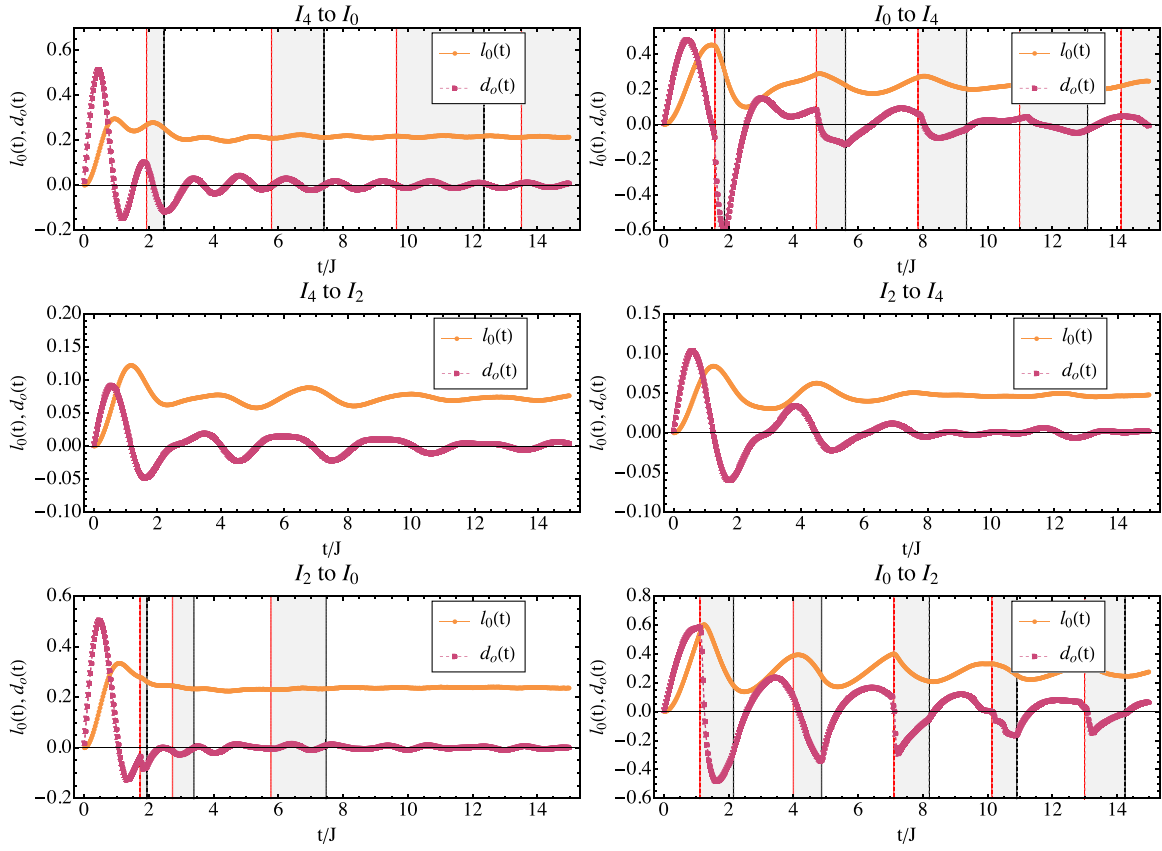 I₄ to I₀
l₀(t), dₒ(t)
0.6
0.4
0.2
0.0
−0.2
0 2 4 6 8 10 12 14
t/J
l₀(t)
dₒ(t)
I₀ to I₄
l₀(t), dₒ(t)
0.6
0.4
0.2
0.0
−0.2
−0.4
−0.6
0 2 4 6 8 10 12 14
t/J
l₀(t)
dₒ(t)
I₄ to I₂
l₀(t), dₒ(t)
0.20
0.15
0.10
0.05
0.00
−0.05
−0.10
0 2 4 6 8 10 12 14
t/J
l₀(t)
dₒ(t)
I₂ to I₄
l₀(t), dₒ(t)
0.15
0.10
0.05
0.00
−0.05
−0.10
0 2 4 6 8 10 12 14
t/J
l₀(t)
dₒ(t)
I₂ to I₀
l₀(t), dₒ(t)
0.6
0.4
0.2
0.0
−0.2
0 2 4 6 8 10 12 14
t/J
l₀(t)
dₒ(t)
I₀ to I₂
l₀(t), dₒ(t)
0.8
0.6
0.4
0.2
0.0
−0.2
−0.4
−0.6
0 2 4 6 8 10 12 14
t/J
l₀(t)
dₒ(t)